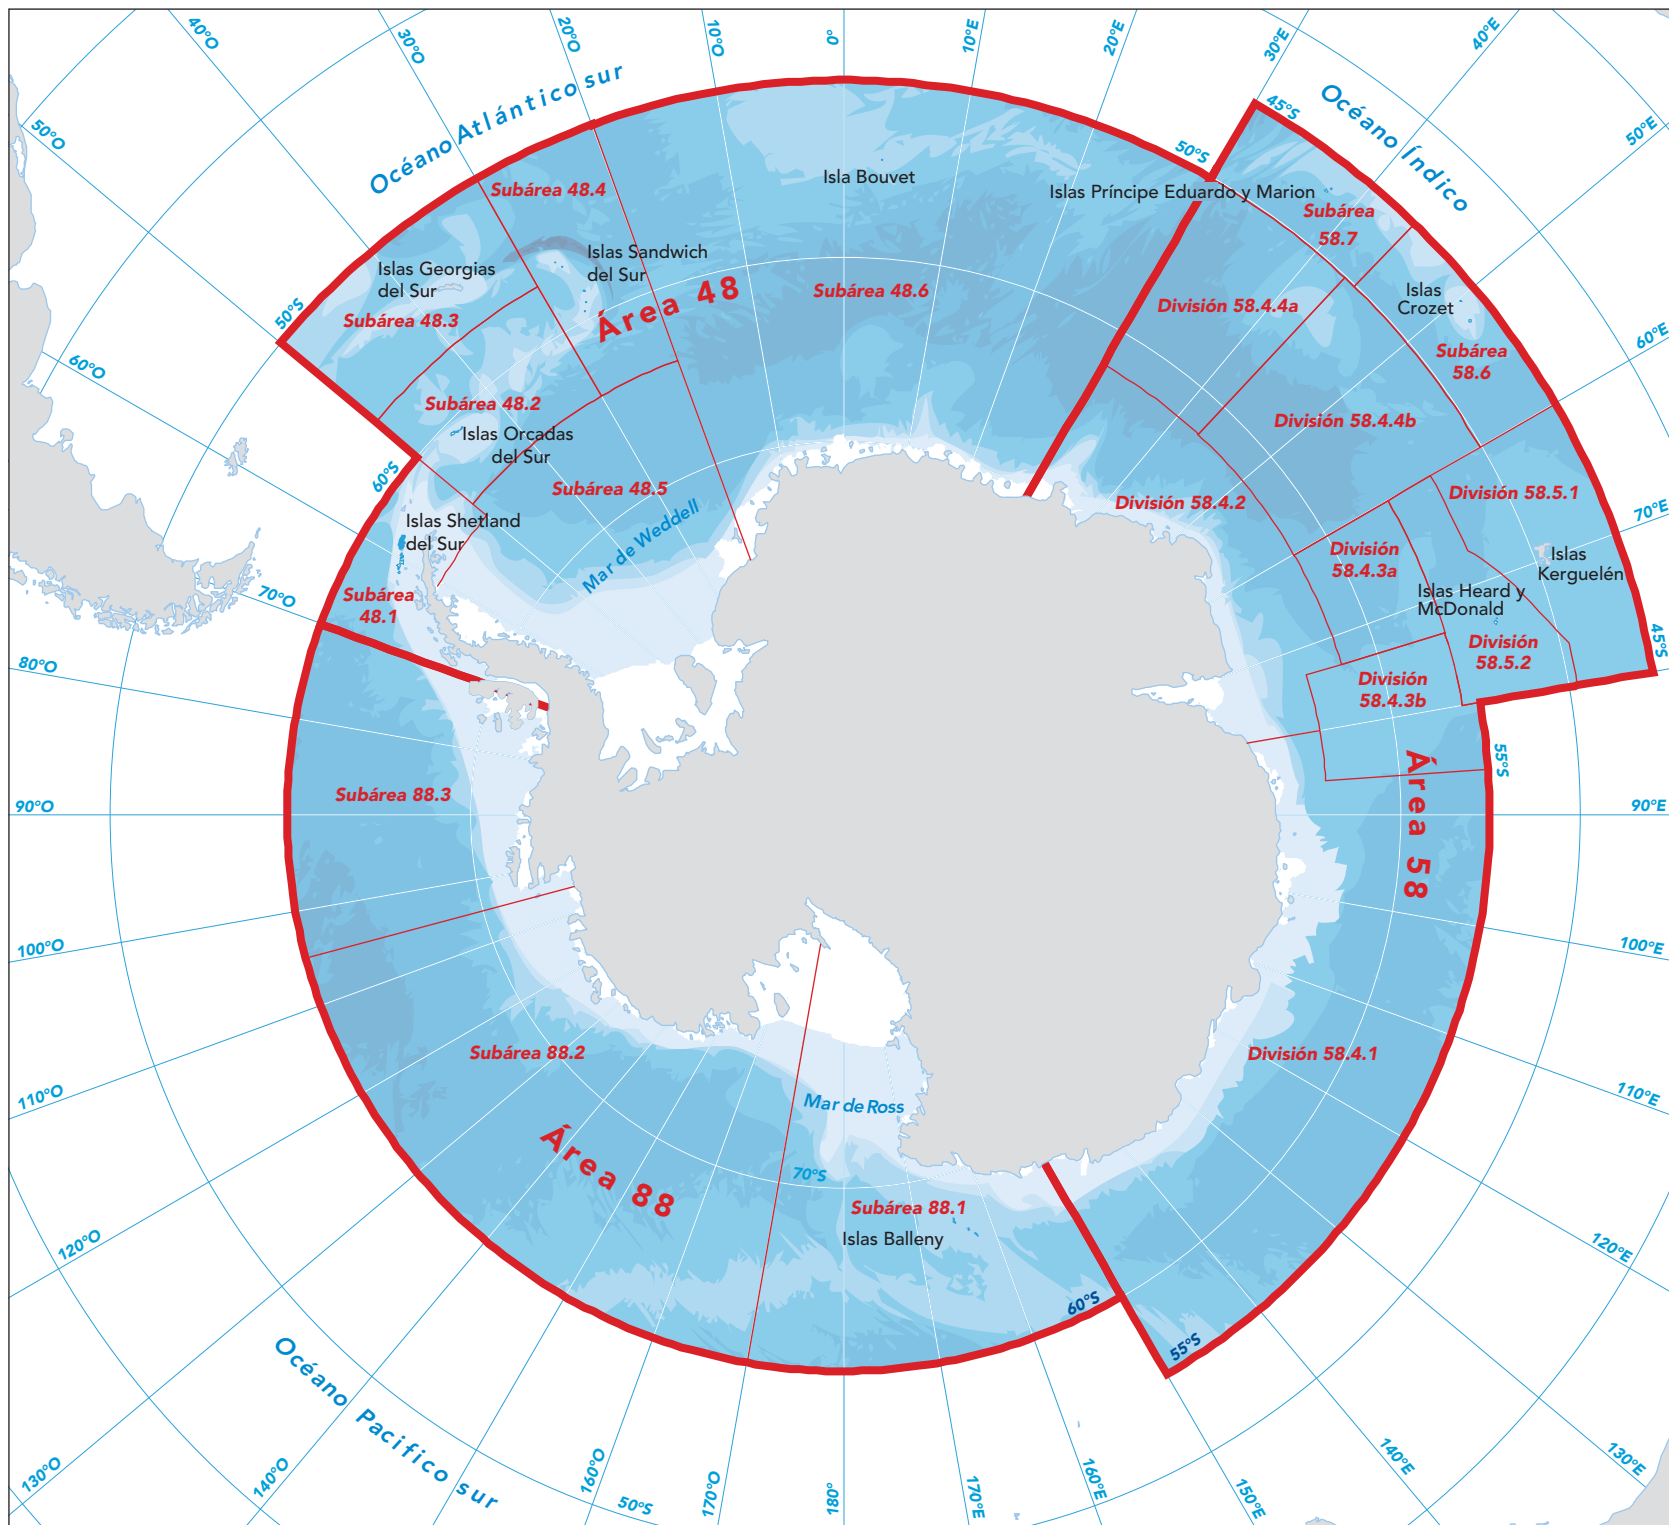 40°O
30°O
20°O
10°O
0°
10°E
20°E
30°E
40°E
50°E
60°E
70°E
45°S
90°E
100°E
110°E
120°E
130°E
140°E
150°E
160°E
170°E
180°
170°O
160°O
50°S
140°O
130°O
120°O
110°O
100°O
90°O
80°O
70°O
60°O
50°O
Océano Atlántico sur
Océano Índico
Océano Pacifico sur
45°S
50°S
50°S
60°S
55°S
60°S
55°S
70°S
Área 48
Subárea 48.4
Islas Sandwich
del Sur
Islas Georgias
del Sur
Subárea 48.3
Subárea 48.2
Islas Orcadas
del Sur
Subárea 48.5
Mar de Weddell
Islas Shetland
del Sur
Subárea
48.1
Isla Bouvet
Subárea 48.6
Islas Príncipe Eduardo y Marion
Subárea
58.7
División 58.4.4a
Islas
Crozet
Subárea
58.6
División 58.4.4b
División 58.5.1
División 58.4.2
División
58.4.3a
Islas
Kerguelén
Islas Heard y
McDonald
División
58.5.2
División
58.4.3b
Área 58
División 58.4.1
Subárea 88.3
Subárea 88.2
Área 88
Mar de Ross
Subárea 88.1
Islas Balleny